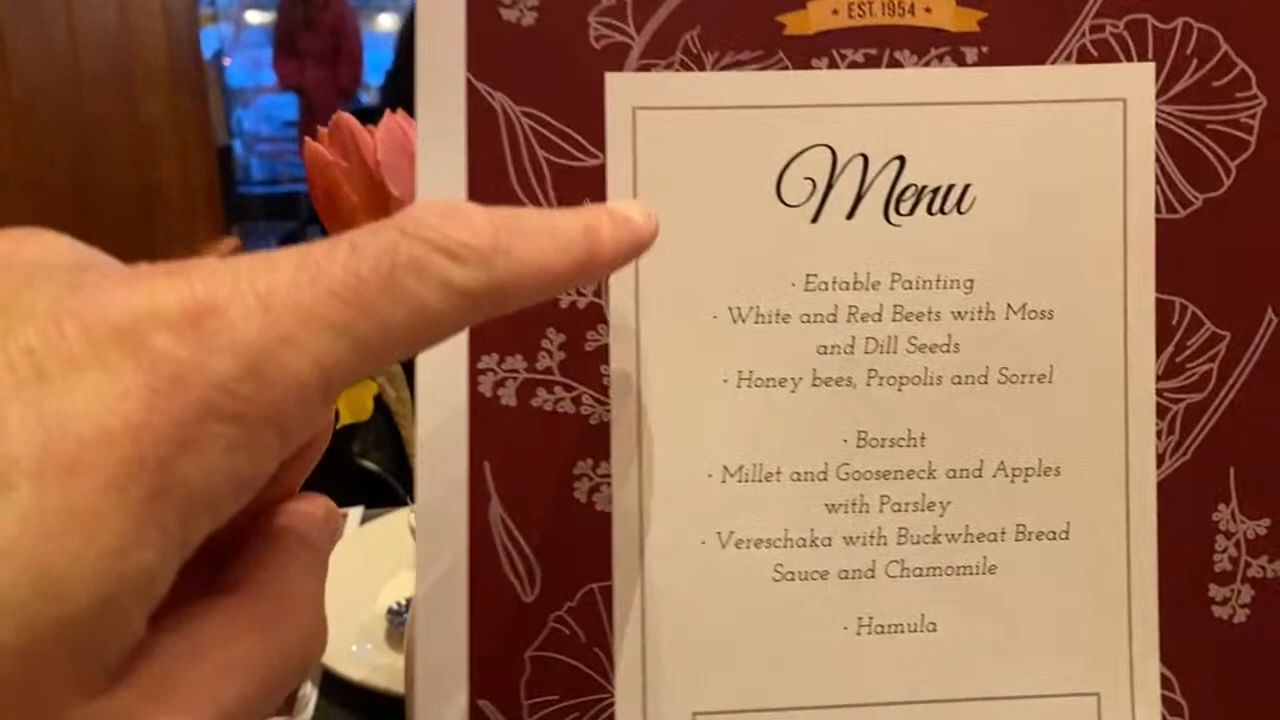 EST. 1954
Menu
· Eatable Painting
· White and Red Beets with Moss
and Dill Seeds
· Honey bees, Propolis and Sorrel
· Borscht
· Millet and Gooseneck and Apples
with Parsley
· Vereschaka with Buckwheat Bread
Sauce and Chamomile
· Hamula